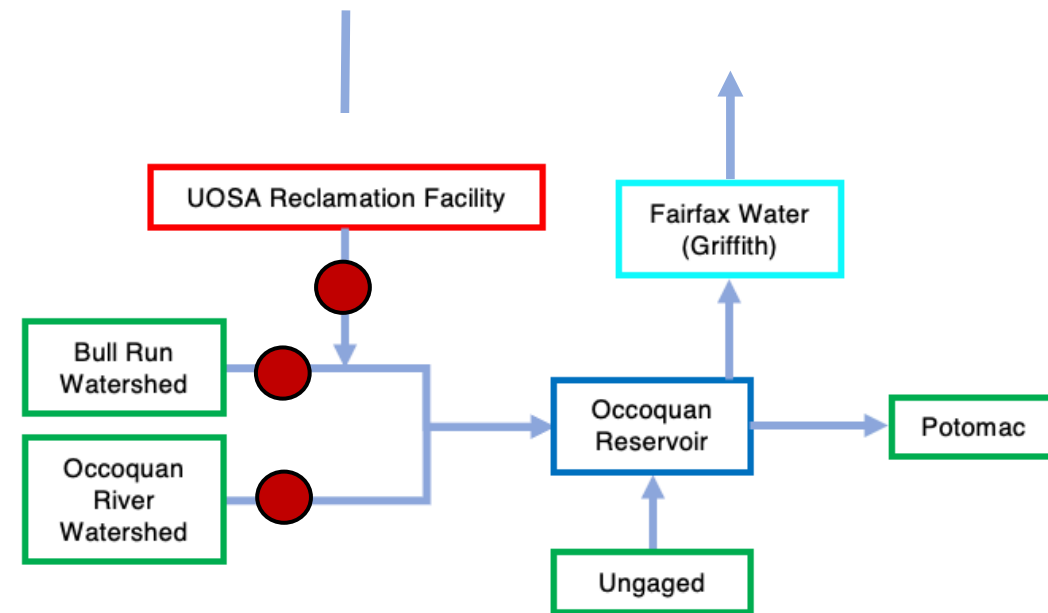 UOSA Reclamation Facility
Fairfax Water
(Griffith)
Bull Run
Watershed
Occoquan
Reservoir
Potomac
Occoquan
River
Watershed
Ungaged